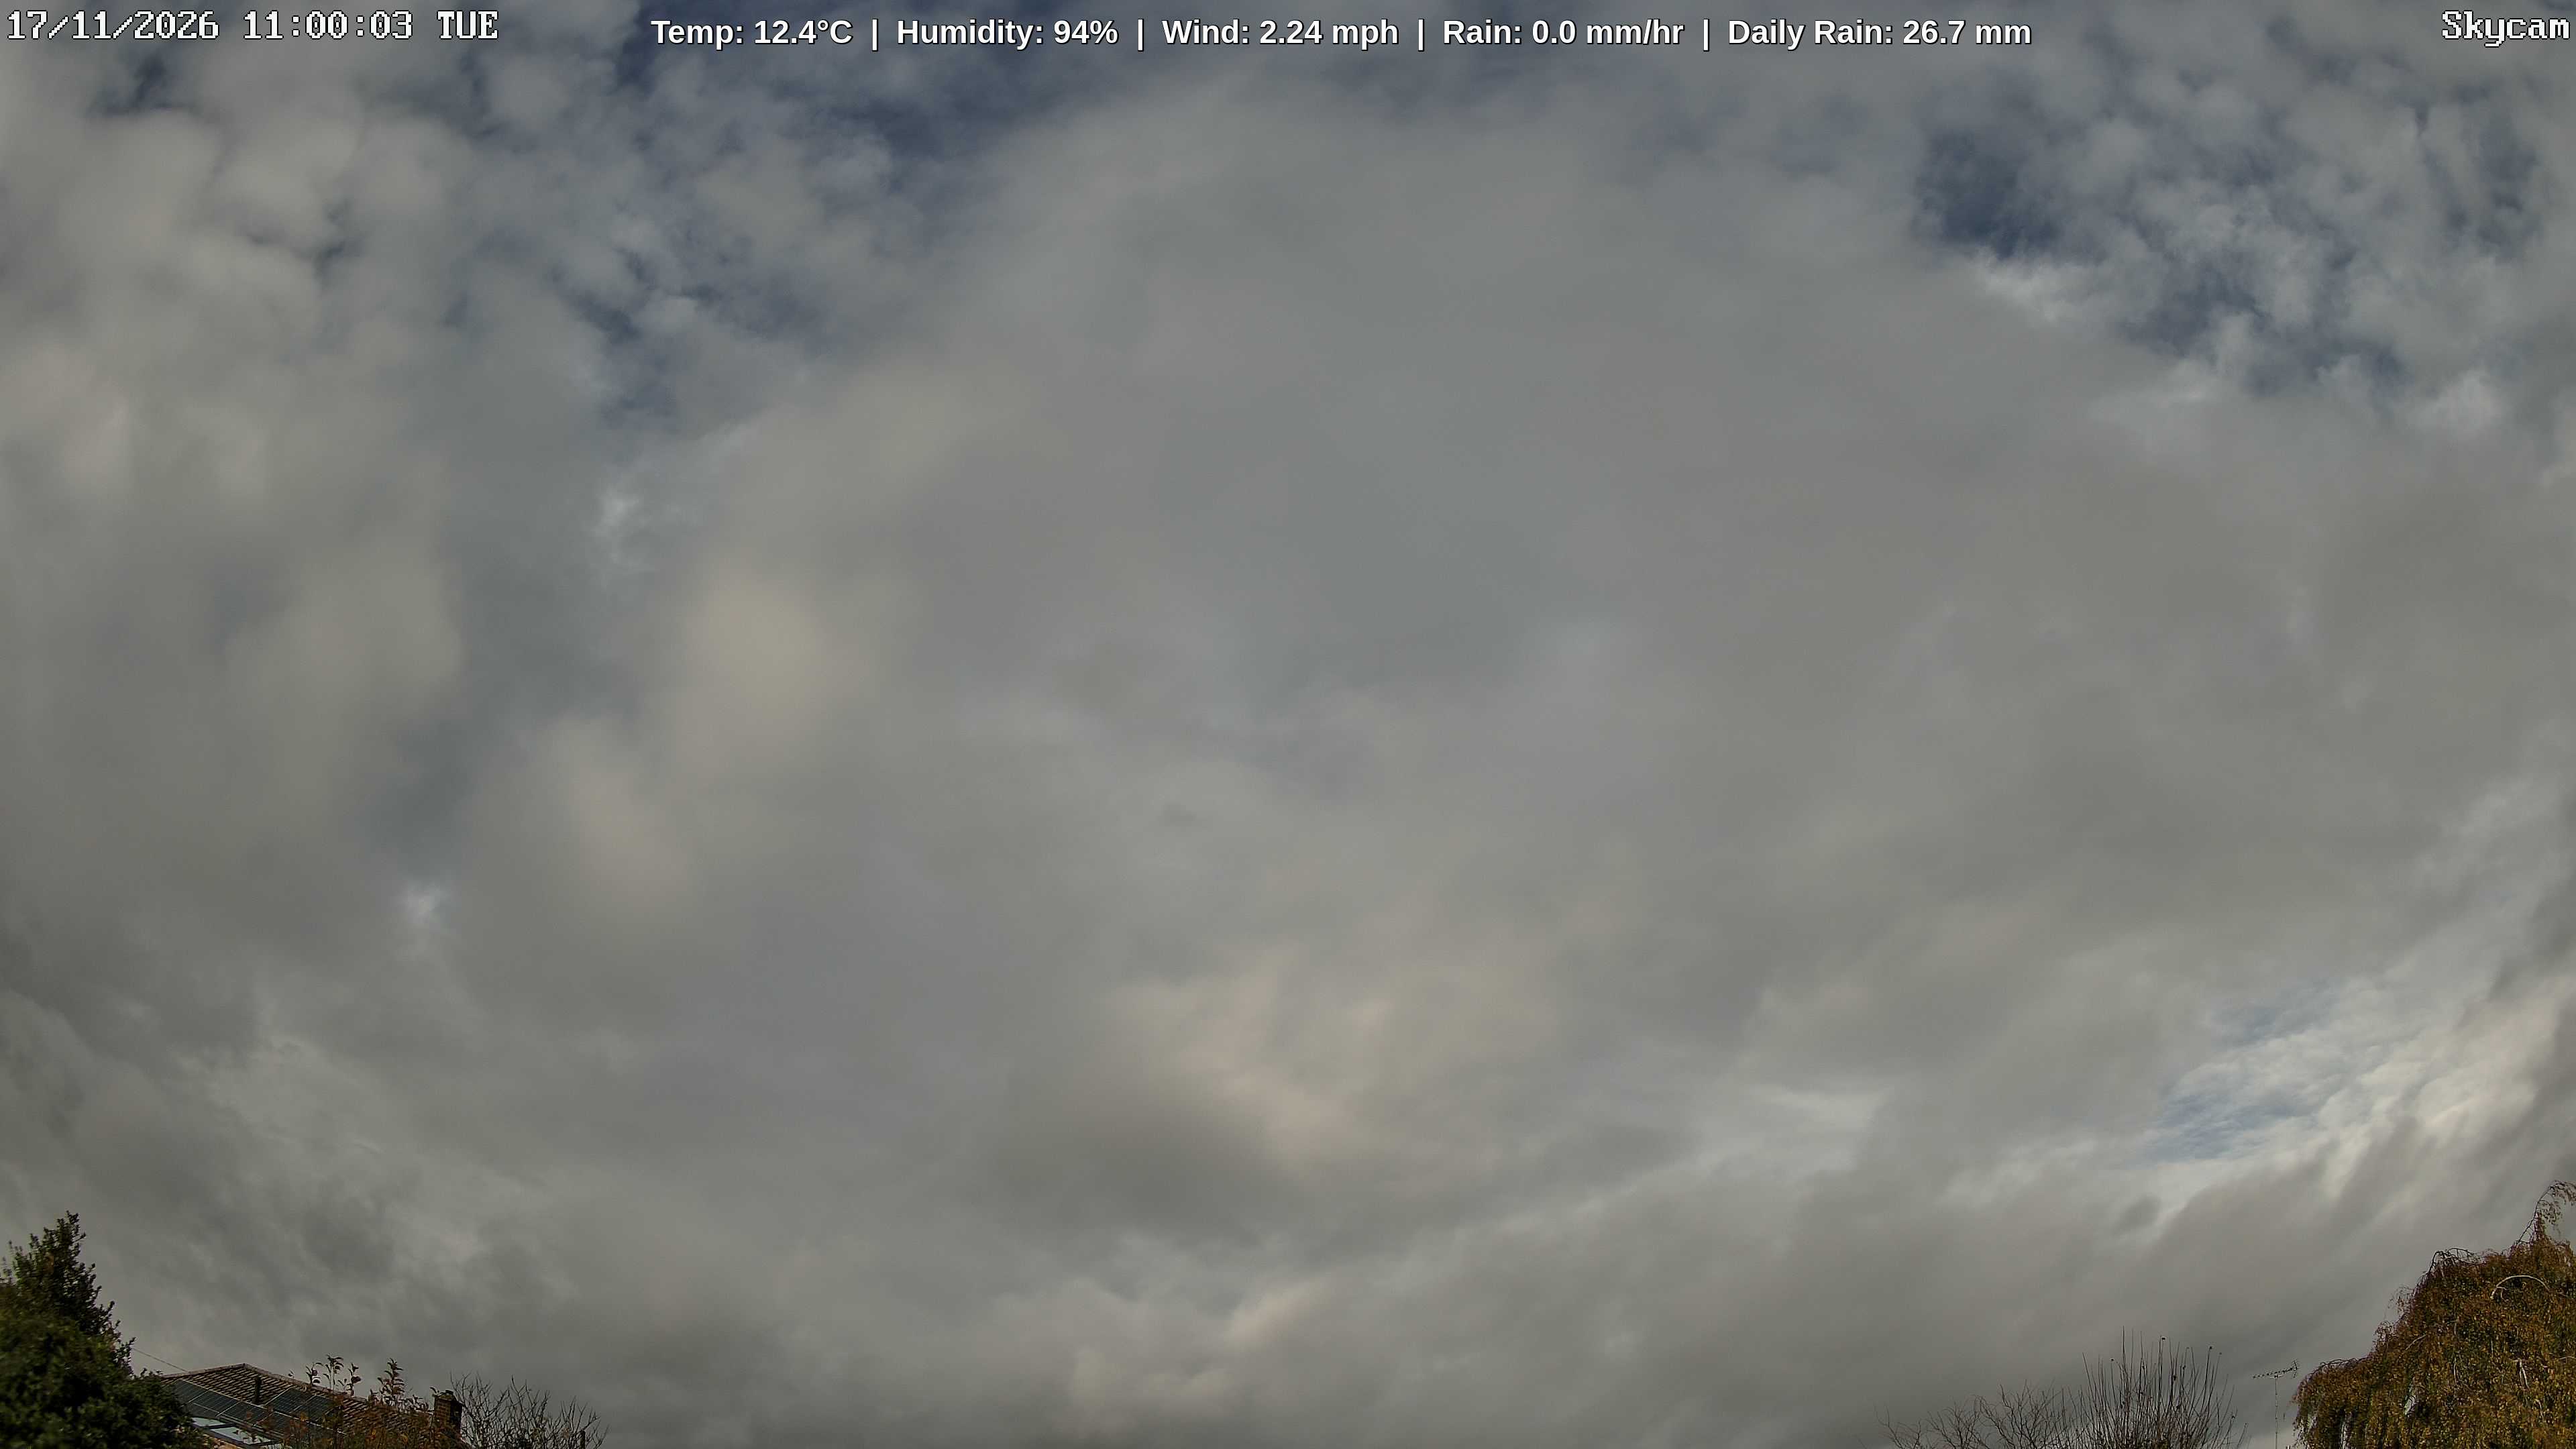 17/11/2026 11:00:03 TUE
Temp: 12.4°C | Humidity: 94% | Wind: 2.24 mph | Rain: 0.0 mm/hr | Daily Rain: 26.7 mm
Skycam